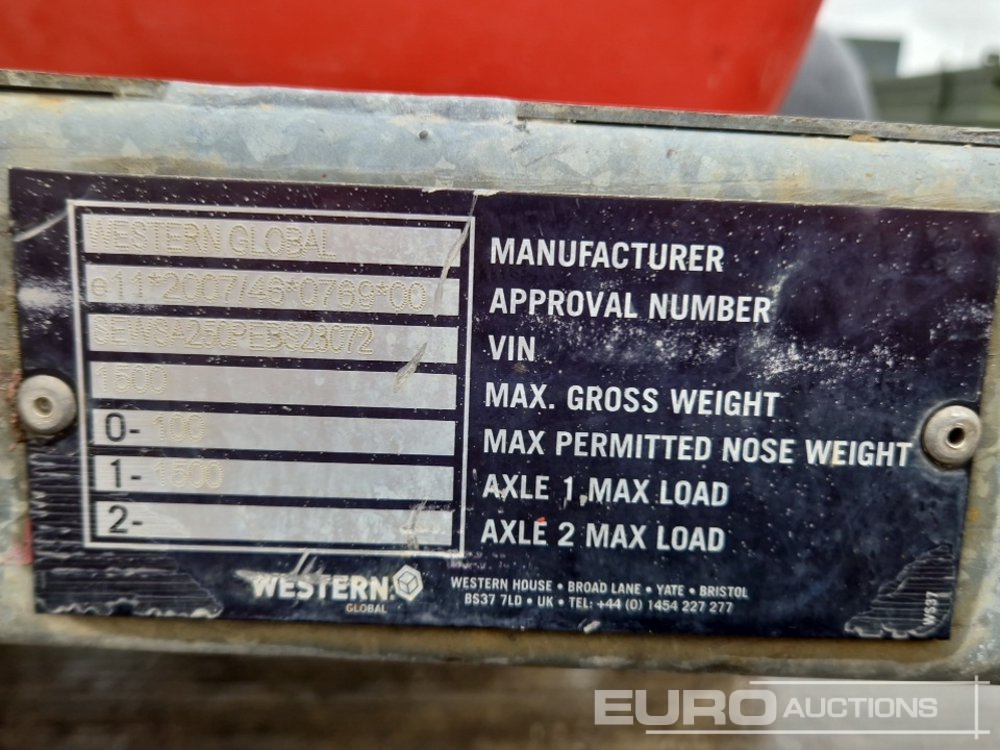 WESTERN GLOBAL MANUFACTURER
e11*2007/46*0769*00 APPROVAL NUMBER
SEWSA250PEBS23072 VIN
1500 MAX. GROSS WEIGHT
0- 100 MAX PERMITTED NOSE WEIGHT
1- 1500 AXLE 1 MAX LOAD
2- AXLE 2 MAX LOAD
WESTERN
GLOBAL
WESTERN HOUSE • BROAD LANE • YATE • BRISTOL
BS37 7LD • UK • TEL: +44 (0) 1454 227 277
W637
EURO AUCTIONS